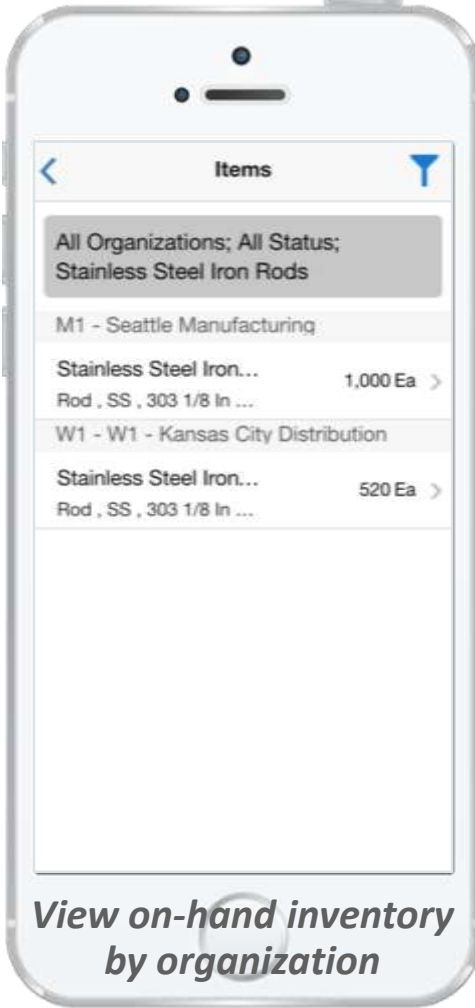 Items
All Organizations; All Status;
Stainless Steel Iron Rods
M1 - Seattle Manufacturing
Stainless Steel Iron...
1,000 Ea
Rod , SS , 303 1/8 In ...
W1 - W1 - Kansas City Distribution
Stainless Steel Iron...
520 Ea
Rod , SS , 303 1/8 In ...
View on-hand inventory
by organization